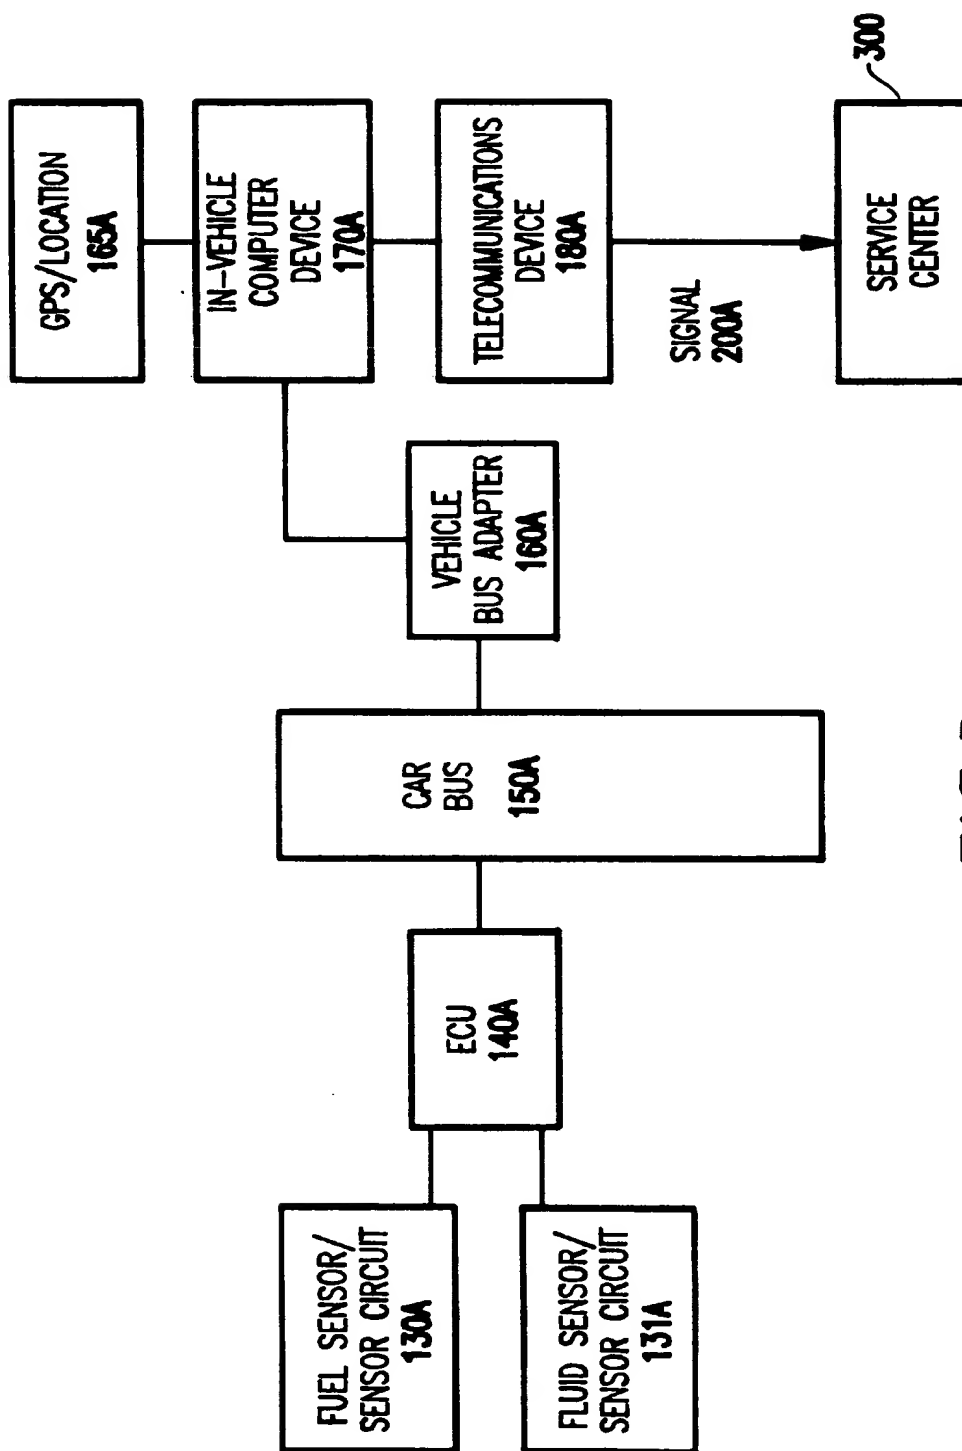 FUEL SENSOR/
SENSOR CIRCUIT
130A
FLUID SENSOR/
SENSOR CIRCUIT
131A
ECU
140A
CAR
BUS
150A
VEHICLE
BUS ADAPTER
160A
GPS/LOCATION
165A
IN-VEHICLE
COMPUTER
DEVICE
170A
TELECOMMUNICATIONS
DEVICE
180A
SIGNAL
200A
SERVICE
CENTER
300